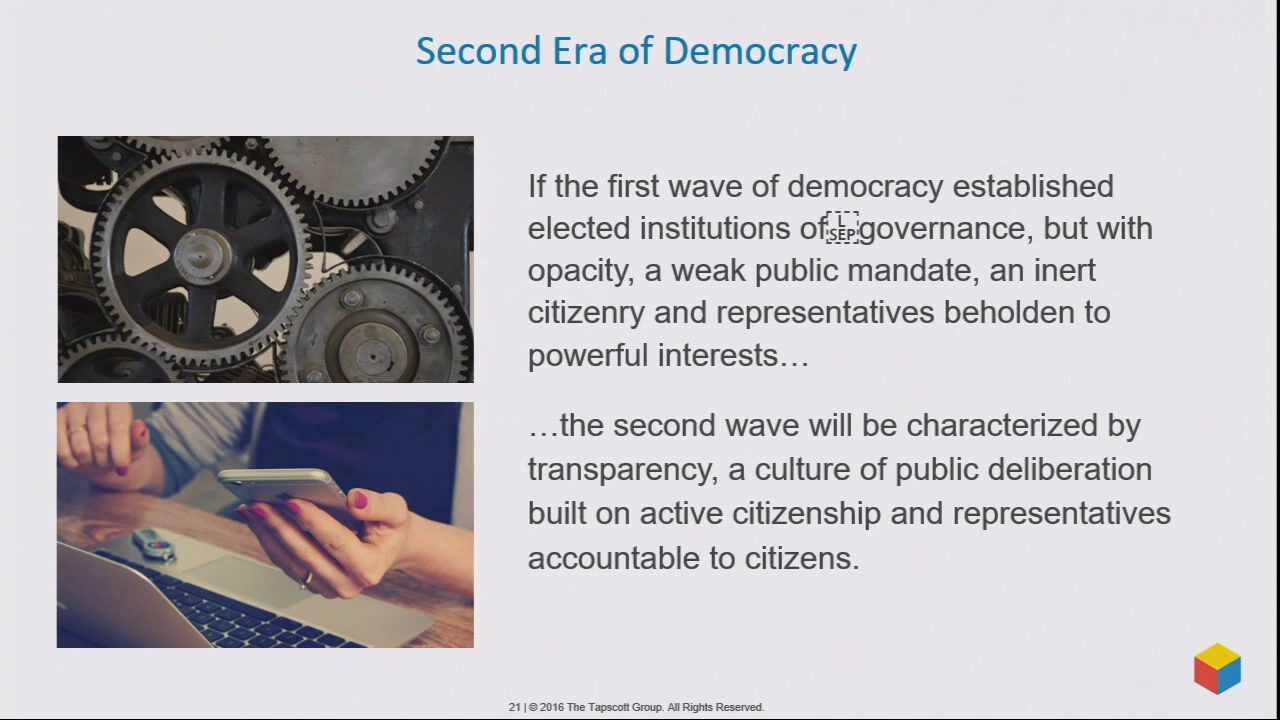 Second Era of Democracy
If the first wave of democracy established
elected institutions of LSEP governance, but with
opacity, a weak public mandate, an inert
citizenry and representatives beholden to
powerful interests…
…the second wave will be characterized by
transparency, a culture of public deliberation
built on active citizenship and representatives
accountable to citizens.
21 | © 2016 The Tapscott Group. All Rights Reserved.